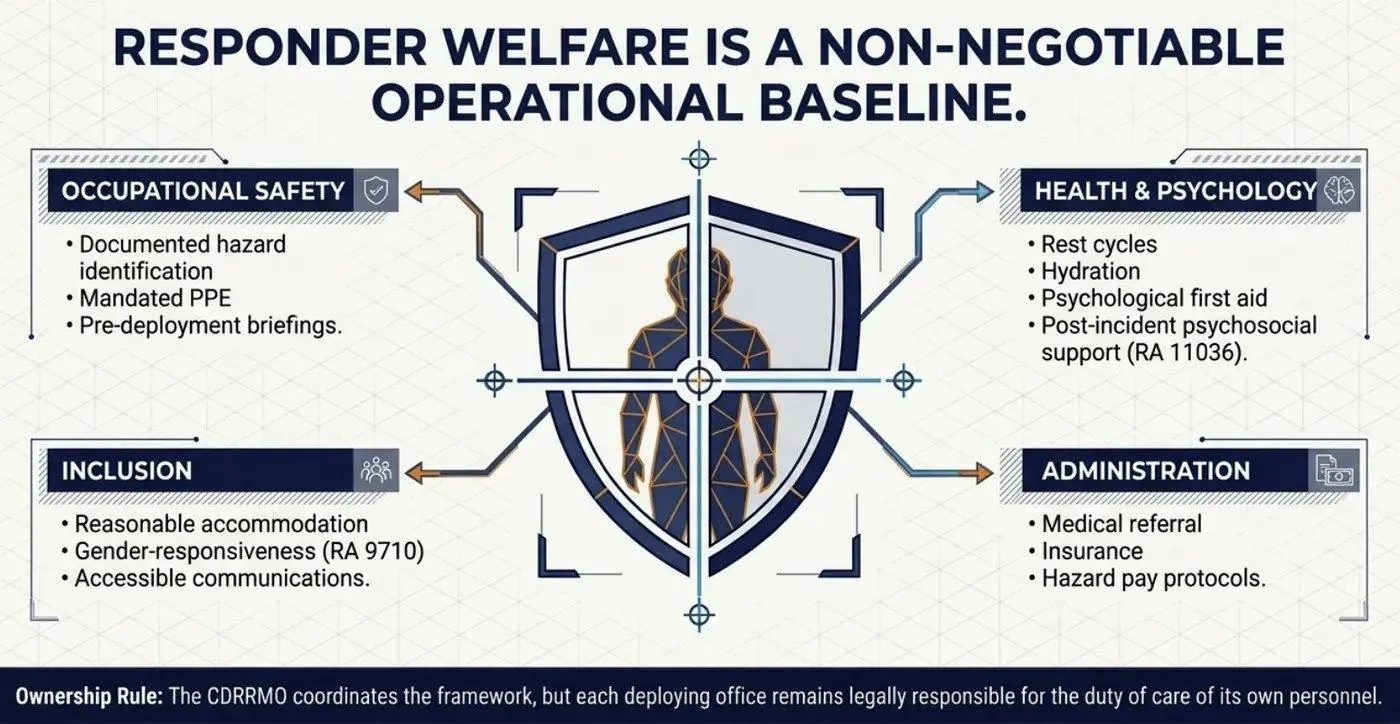 RESPONDER WELFARE IS A NON-NEGOTIABLE
OPERATIONAL BASELINE.
OCCUPATIONAL SAFETY
• Documented hazard
identification
• Mandated PPE
• Pre-deployment briefings.
HEALTH & PSYCHOLOGY
• Rest cycles
• Hydration
• Psychological first aid
• Post-incident psychosocial
support (RA 11036).
INCLUSION
• Reasonable accommodation
• Gender-responsiveness (RA 9710)
• Accessible communications.
ADMINISTRATION
• Medical referral
• Insurance
• Hazard pay protocols.
Ownership Rule: The CDRRMO coordinates the framework, but each deploying office remains legally responsible for the duty of care of its own personnel.